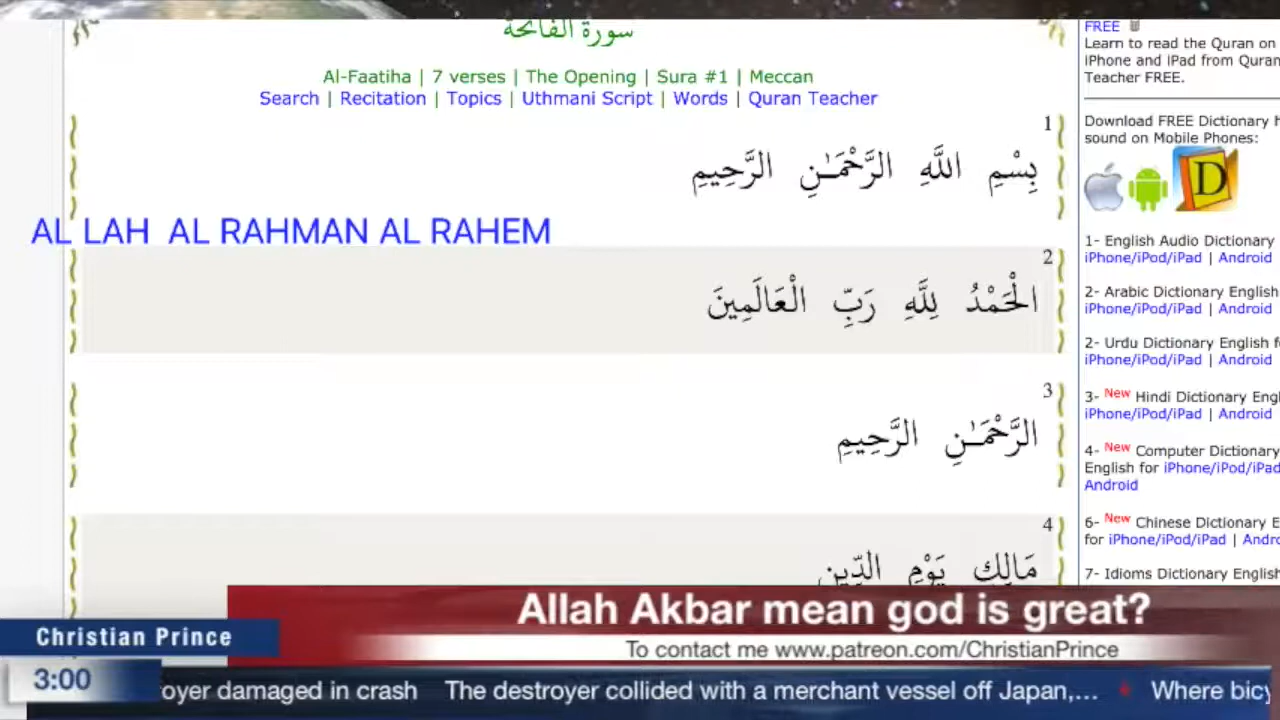 سورة الفاتحة
Al-Faatiha | 7 verses | The Opening | Sura #1 | Meccan
Search | Recitation | Topics | Uthmani Script | Words | Quran Teacher
1
بِسْمِ اللَّهِ الرَّحْمَـٰنِ الرَّحِيمِ
AL LAH AL RAHMAN AL RAHEM
2
الْحَمْدُ لِلَّهِ رَبِّ الْعَالَمِينَ
3
الرَّحْمَـٰنِ الرَّحِيمِ
4
مَالِكِ يَوْمِ الدِّينِ
FREE
Learn to read the Quran on
iPhone and iPad from Quran
Teacher FREE.
Download FREE Dictionary
sound on Mobile Phones:
D
1- English Audio Dictionary
iPhone/iPod/iPad | Android
2- Arabic Dictionary English
iPhone/iPod/iPad | Android
2- Urdu Dictionary English
iPhone/iPod/iPad | Android
3- New Hindi Dictionary
iPhone/iPod/iPad | Android
4- New Computer Dictionary
English for iPhone/iPod/iPad
Android
6- New Chinese Dictionary
for iPhone/iPod/iPad |
7- Idioms Dictionary English
Allah Akbar mean god is great?
Christian Prince
To contact me www.patreon.com/ChristianPrince
3:00
oyer damaged in crash The destroyer collided with a merchant vessel off Japan,... Where